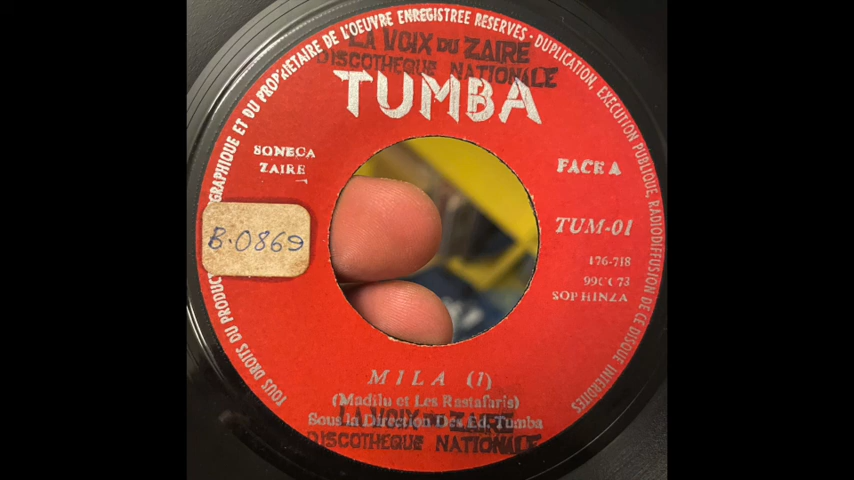 TOUS DROITS DU PRODUCTEUR PHONOGRAPHIQUE ET DU PROPRIETAIRE DE L'OEUVRE ENREGISTREE RESERVES · DUPLICATION, EXECUTION PUBLIQUE, RADIODIFFUSION DE CE DISQUE INTERDITES
LA VOIX DU ZAIRE
DISCOTHEQUE NATIONALE
TUMBA
SONECA
ZAIRE
FACE A
B.0869
TUM-01
176-718
99CC73
SOPHINZA
MILA (1)
(Madilu et Les Rastafaris)
Sous la Direction Des Ed. Tumba
LA VOIX DU ZAIRE
DISCOTHEQUE NATIONALE